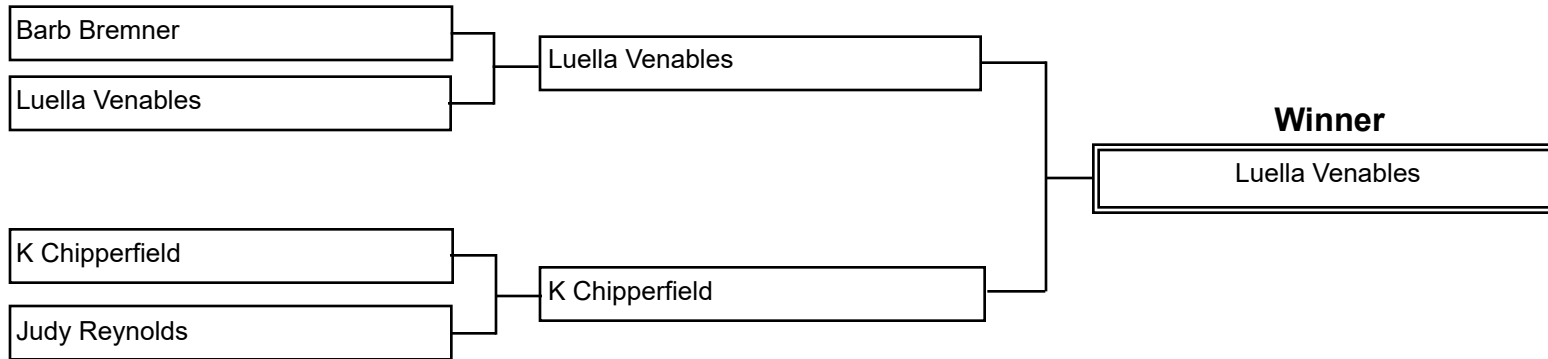 Barb Bremner
Luella Venables
Luella Venables
Winner
Luella Venables
K Chipperfield
K Chipperfield
Judy Reynolds